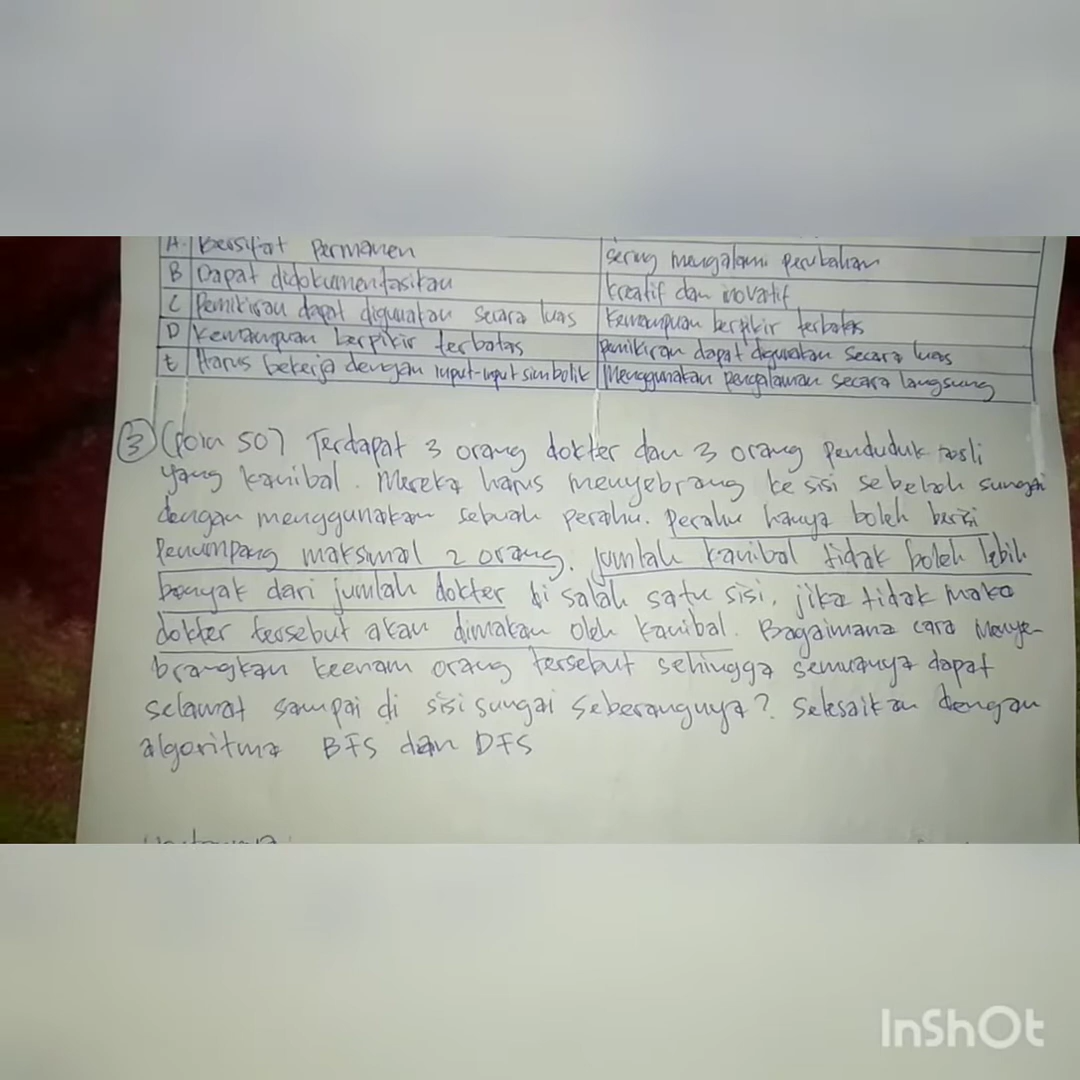 A. Bersifat permanen sering mengalami perubahan
B Dapat didokumentasikan kreatif dan inovatif
C Pemikiran dapat digunakan secara luas Kemampuan berpikir terbatas
D Kemampuan berpikir terbatas pemikiran dapat digunakan secara luas
E Harus bekerja dengan input-input simbolik Menggunakan pengalaman secara langsung
3 (Poin 50) Terdapat 3 orang dokter dan 3 orang penduduk asli
yang kanibal. Mereka harus menyebrang ke sisi sebelah sungai
dengan menggunakan sebuah perahu. Perahu hanya boleh berisi
Penumpang maksimal 2 orang. Jumlah kanibal tidak boleh lebih
banyak dari jumlah dokter di salah satu sisi, jika tidak maka
dokter tersebut akan dimakan oleh kanibal. Bagaimana cara menye-
brangkan keenam orang tersebut sehingga semuanya dapat
selamat sampai di sisi sungai seberangnya? Selesaikan dengan
algoritma BFS dan DFS
InShOt